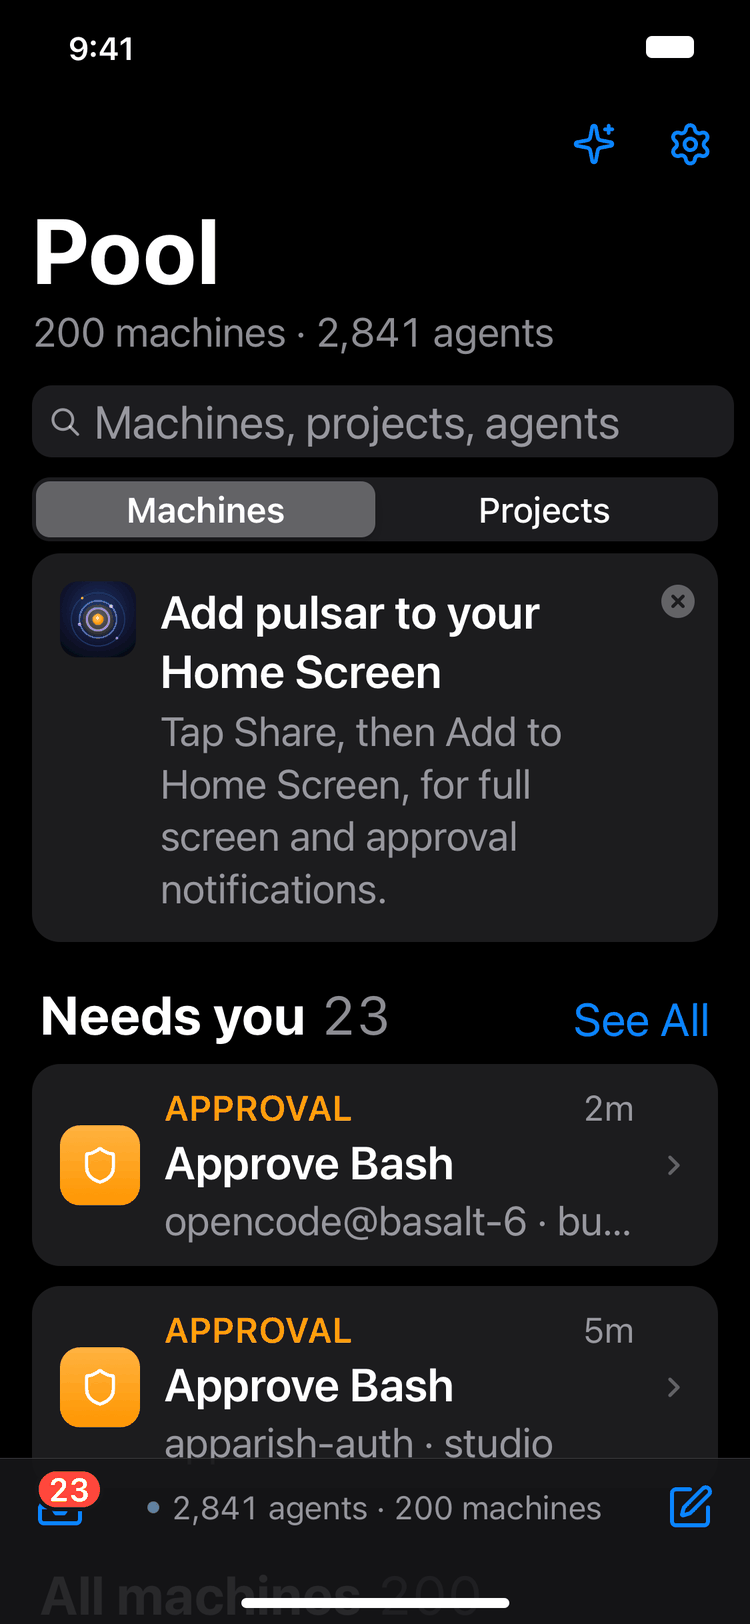 9:41
Pool
200 machines · 2,841 agents
Machines, projects, agents
Machines
Projects
Add pulsar to your
Home Screen
Tap Share, then Add to
Home Screen, for full
screen and approval
notifications.
Needs you 23
See All
APPROVAL
2m
Approve Bash
opencode@basalt-6 · bu...
APPROVAL
5m
Approve Bash
apparish-auth · studio
23
2,841 agents · 200 machines
All machines 200